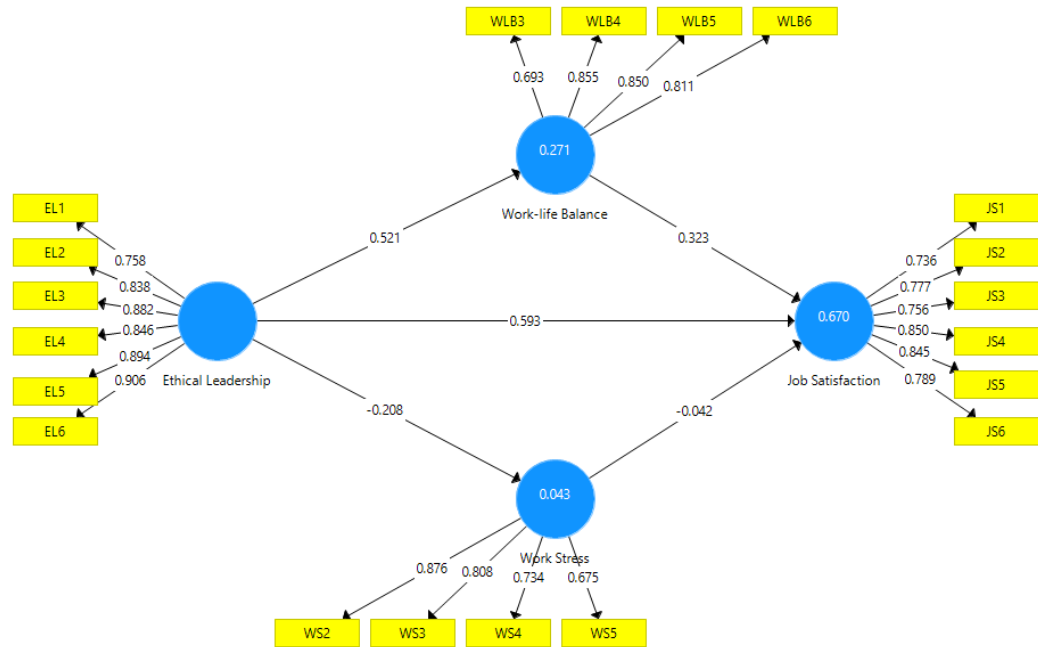 WLB3 WLB4 WLB5 WLB6
0.693 0.855 0.850 0.811
0.271
Work-life Balance
EL1
EL2
EL3
EL4
EL5
EL6
0.758
0.838
0.882
0.846
0.894
0.906
Ethical Leadership
0.521
0.593
-0.208
0.323
-0.042
0.670
Job Satisfaction
0.736
0.777
0.756
0.850
0.845
0.789
JS1
JS2
JS3
JS4
JS5
JS6
0.043
Work Stress
0.876 0.808 0.734 0.675
WS2 WS3 WS4 WS5